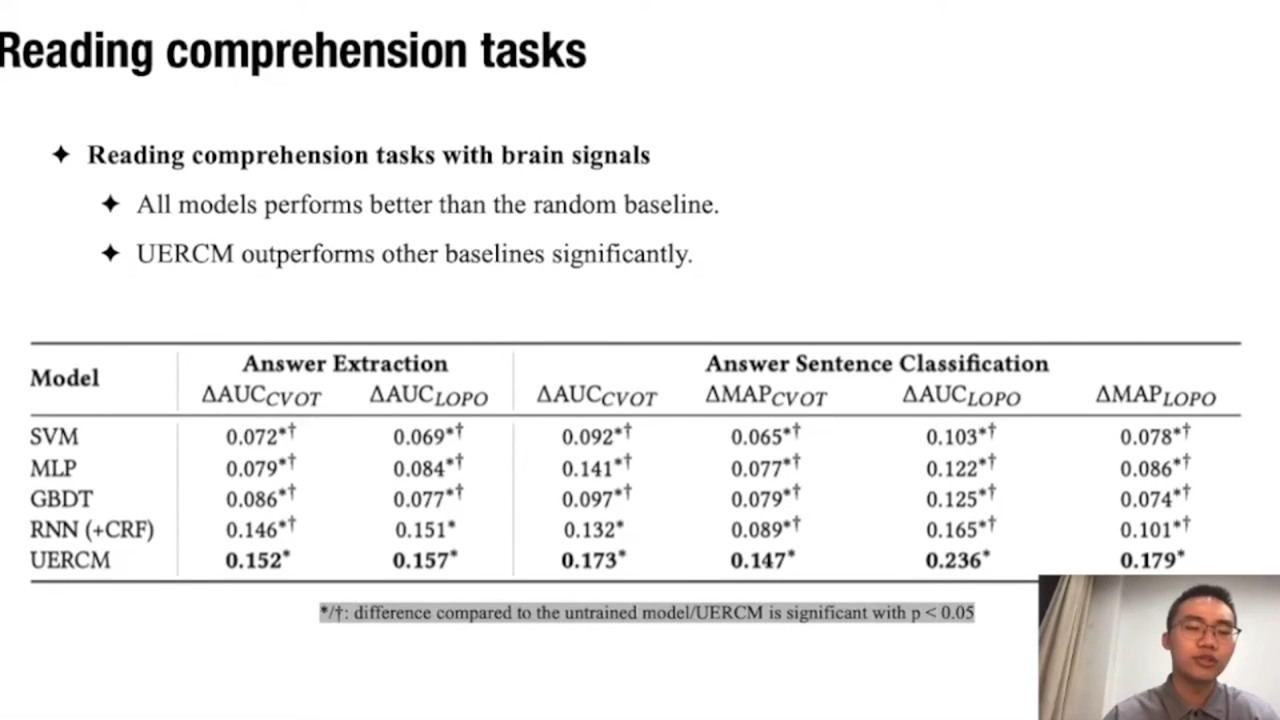 Reading comprehension tasks
✦ Reading comprehension tasks with brain signals
✦ All models performs better than the random baseline.
✦ UERCM outperforms other baselines significantly.
Model Answer Extraction Answer Sentence Classification
ΔAUC_CVOT ΔAUC_LOPO ΔAUC_CVOT ΔMAP_CVOT ΔAUC_LOPO ΔMAP_LOPO
SVM 0.072*† 0.069*† 0.092*† 0.065*† 0.103*† 0.078*†
MLP 0.079*† 0.084*† 0.141*† 0.077*† 0.122*† 0.086*†
GBDT 0.086*† 0.077*† 0.097*† 0.079*† 0.125*† 0.074*†
RNN (+CRF) 0.146*† 0.151* 0.132* 0.089*† 0.165*† 0.101*†
UERCM 0.152* 0.157* 0.173* 0.147* 0.236* 0.179*
*/†: difference compared to the untrained model/UERCM is significant with p < 0.05